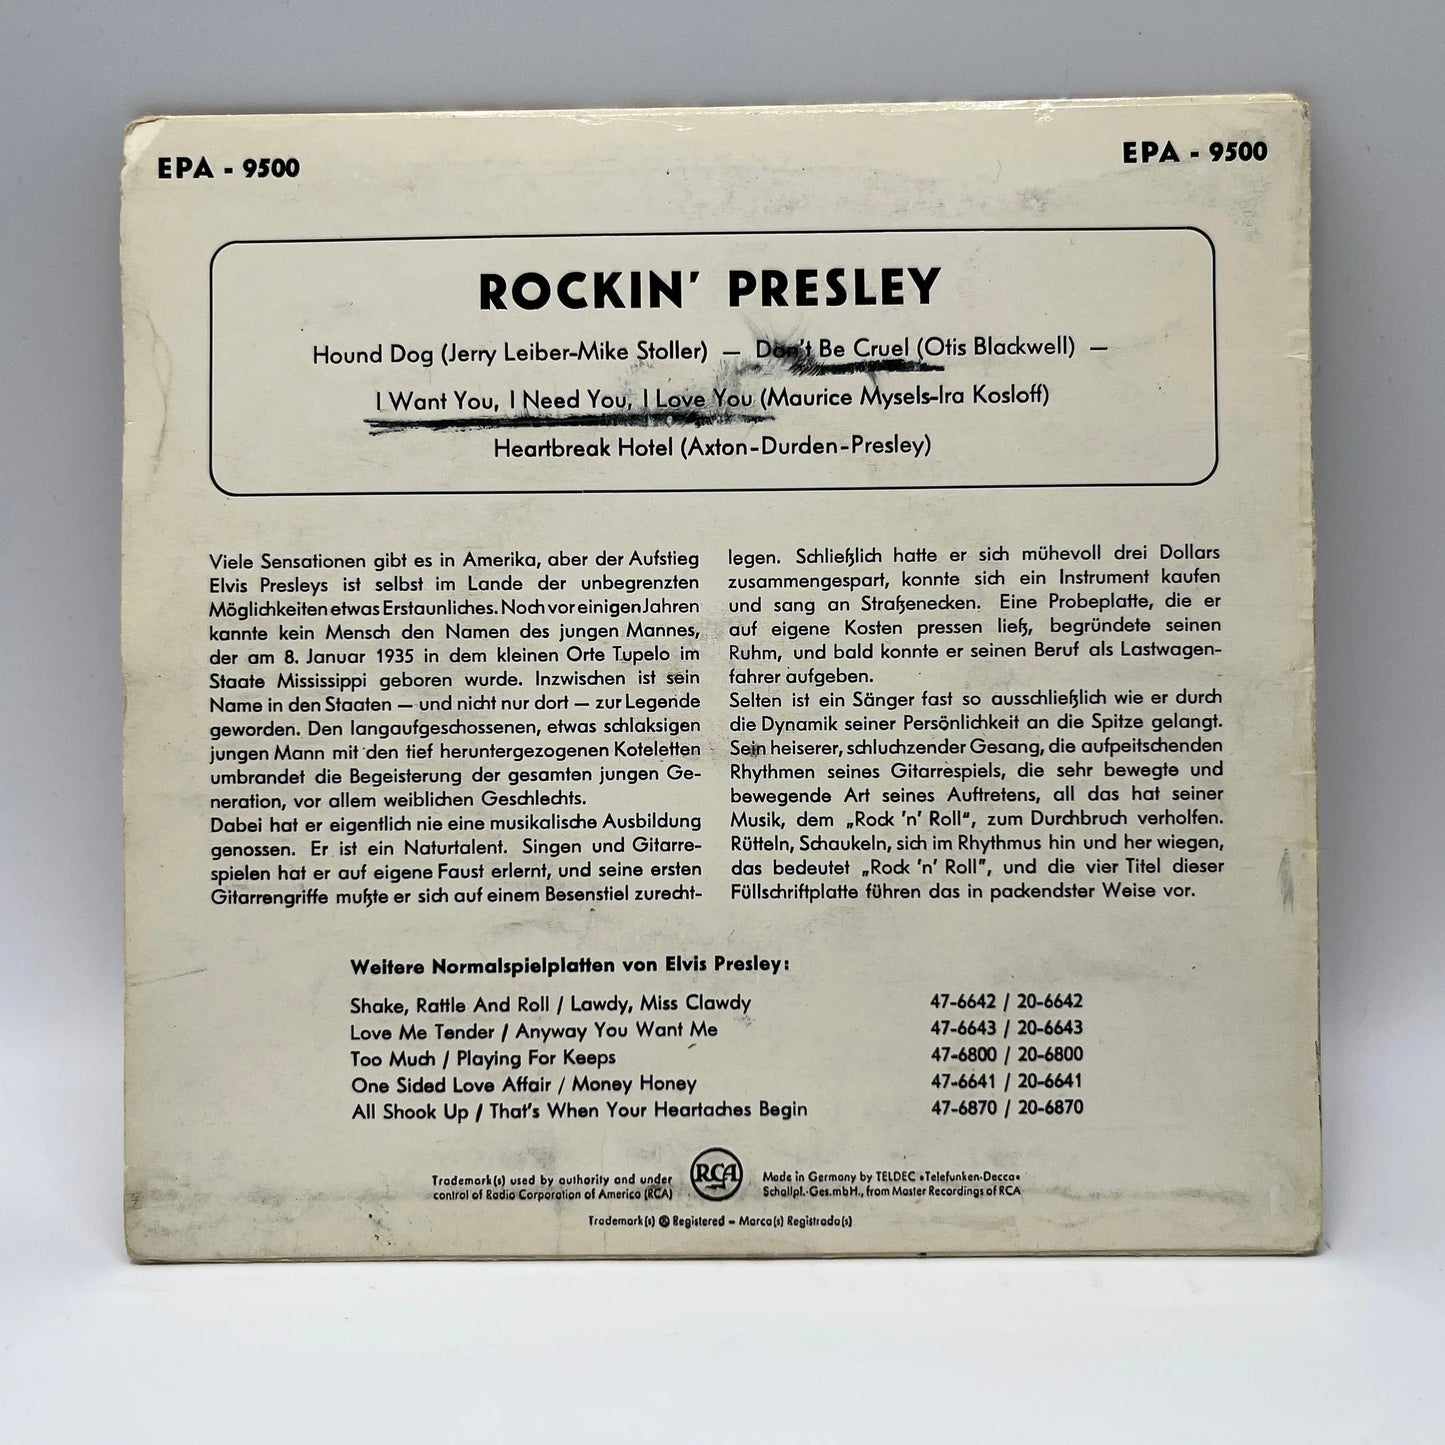 EPA - 9500
EPA - 9500
ROCKIN' PRESLEY
Hound Dog (Jerry Leiber-Mike Stoller) — Don't Be Cruel (Otis Blackwell) —
I Want You, I Need You, I Love You (Maurice Mysels-Ira Kosloff)
Heartbreak Hotel (Axton-Durden-Presley)
Viele Sensationen gibt es in Amerika, aber der Aufstieg
Elvis Presleys ist selbst im Lande der unbegrenzten
Möglichkeiten etwas Erstaunliches. Noch vor einigen Jahren
kannte kein Mensch den Namen des jungen Mannes,
der am 8. Januar 1935 in dem kleinen Orte Tupelo im
Staate Mississippi geboren wurde. Inzwischen ist sein
Name in den Staaten — und nicht nur dort — zur Legende
geworden. Den langaufgeschossenen, etwas schlaksigen
jungen Mann mit den tief heruntergezogenen Koteletten
umbrandet die Begeisterung der gesamten jungen Ge-
neration, vor allem weiblichen Geschlechts.
Dabei hat er eigentlich nie eine musikalische Ausbildung
genossen. Er ist ein Naturtalent. Singen und Gitarre-
spielen hat er auf eigene Faust erlernt, und seine ersten
Gitarrengriffe mußte er sich auf einem Besenstiel zurecht-
legen. Schließlich hatte er sich mühevoll drei Dollars
zusammengespart, konnte sich ein Instrument kaufen
und sang an Straßenecken. Eine Probeplatte, die er
auf eigene Kosten pressen ließ, begründete seinen
Ruhm, und bald konnte er seinen Beruf als Lastwagen-
fahrer aufgeben.
Selten ist ein Sänger fast so ausschließlich wie er durch
die Dynamik seiner Persönlichkeit an die Spitze gelangt.
Sein heiserer, schluchzender Gesang, die aufpeitschenden
Rhythmen seines Gitarrespiels, die sehr bewegte und
bewegende Art seines Auftretens, all das hat seiner
Musik, dem „Rock 'n' Roll“, zum Durchbruch verholfen.
Rütteln, Schaukeln, sich im Rhythmus hin und her wiegen,
das bedeutet „Rock 'n' Roll”, und die vier Titel dieser
Füllschriftplatte führen das in packendster Weise vor.
Weitere Normalspielplatten von Elvis Presley:
Shake, Rattle And Roll / Lawdy, Miss Clawdy 47-6642 / 20-6642
Love Me Tender / Anyway You Want Me 47-6643 / 20-6643
Too Much / Playing For Keeps 47-6800 / 20-6800
One Sided Love Affair / Money Honey 47-6641 / 20-6641
All Shook Up / That's When Your Heartaches Begin 47-6870 / 20-6870
Trademark(s) used by authority and under
control of Radio Corporation of America (RCA)
RCA
Made in Germany by TELDEC »Telefunken-Decca«
Schallpl.-Ges.mbH., from Master Recordings of RCA
Trademark(s) ® Registered – Marca(s) Registrada(s)